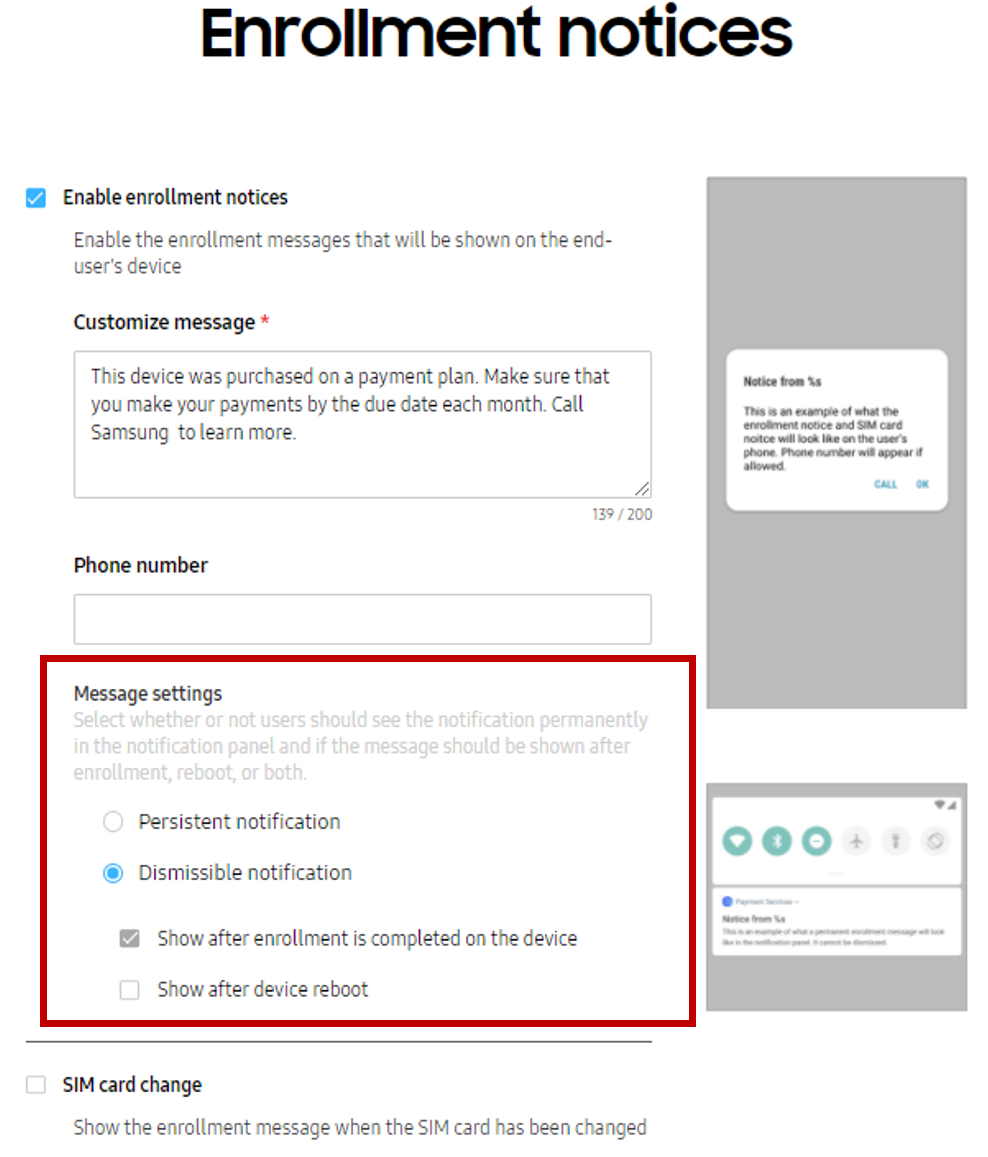 Enrollment notices
Enable enrollment notices
Enable the enrollment messages that will be shown on the end-
user's device
Customize message *
This device was purchased on a payment plan. Make sure that
you make your payments by the due date each month. Call
Samsung  to learn more.
139 / 200
Phone number
Message settings
Select whether or not users should see the notification permanently
in the notification panel and if the message should be shown after
enrollment, reboot, or both.
Persistent notification
Dismissible notification
Show after enrollment is completed on the device
Show after device reboot
SIM card change
Show the enrollment message when the SIM card has been changed
Notice from %s
This is an example of what the
enrollment notice and SIM card
noitce will look like on the user's
phone. Phone number will appear if
allowed.
CALL OK
Payment Services
Notice from %s
This is an example of what a permanent enrollment message will look
like in the notification panel. It cannot be dismissed.